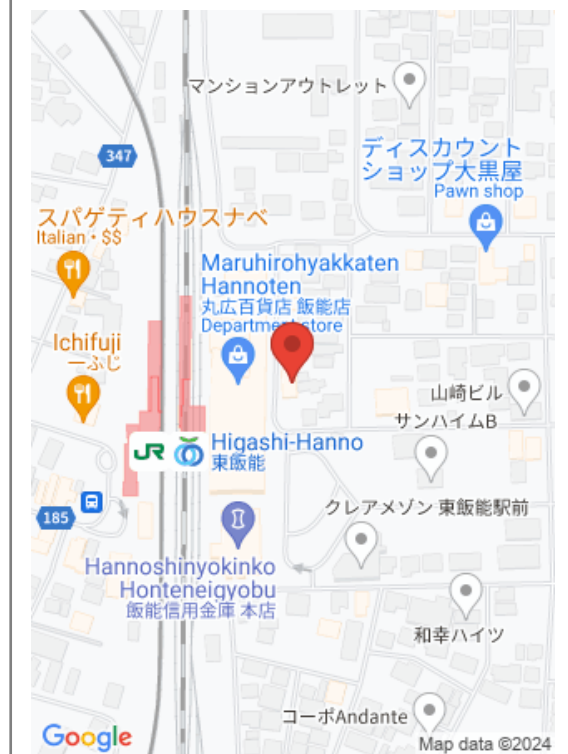 マンションアウトレット
347
ディスカウント
ショップ大黒屋
Pawn shop
スパゲティハウスナベ
Italian・$$
Maruhirohyakkaten
Hannoten
丸広百貨店 飯能店
Department store
Ichifuji
一ふじ
山崎ビル
サンハイムB
JR
Higashi-Hanno
東飯能
クレアメゾン 東飯能駅前
185
Hannoshinyokinko
Honteneigyobu
飯能信用金庫 本店
和幸ハイツ
コーポAndante
Google
Map data ©2024